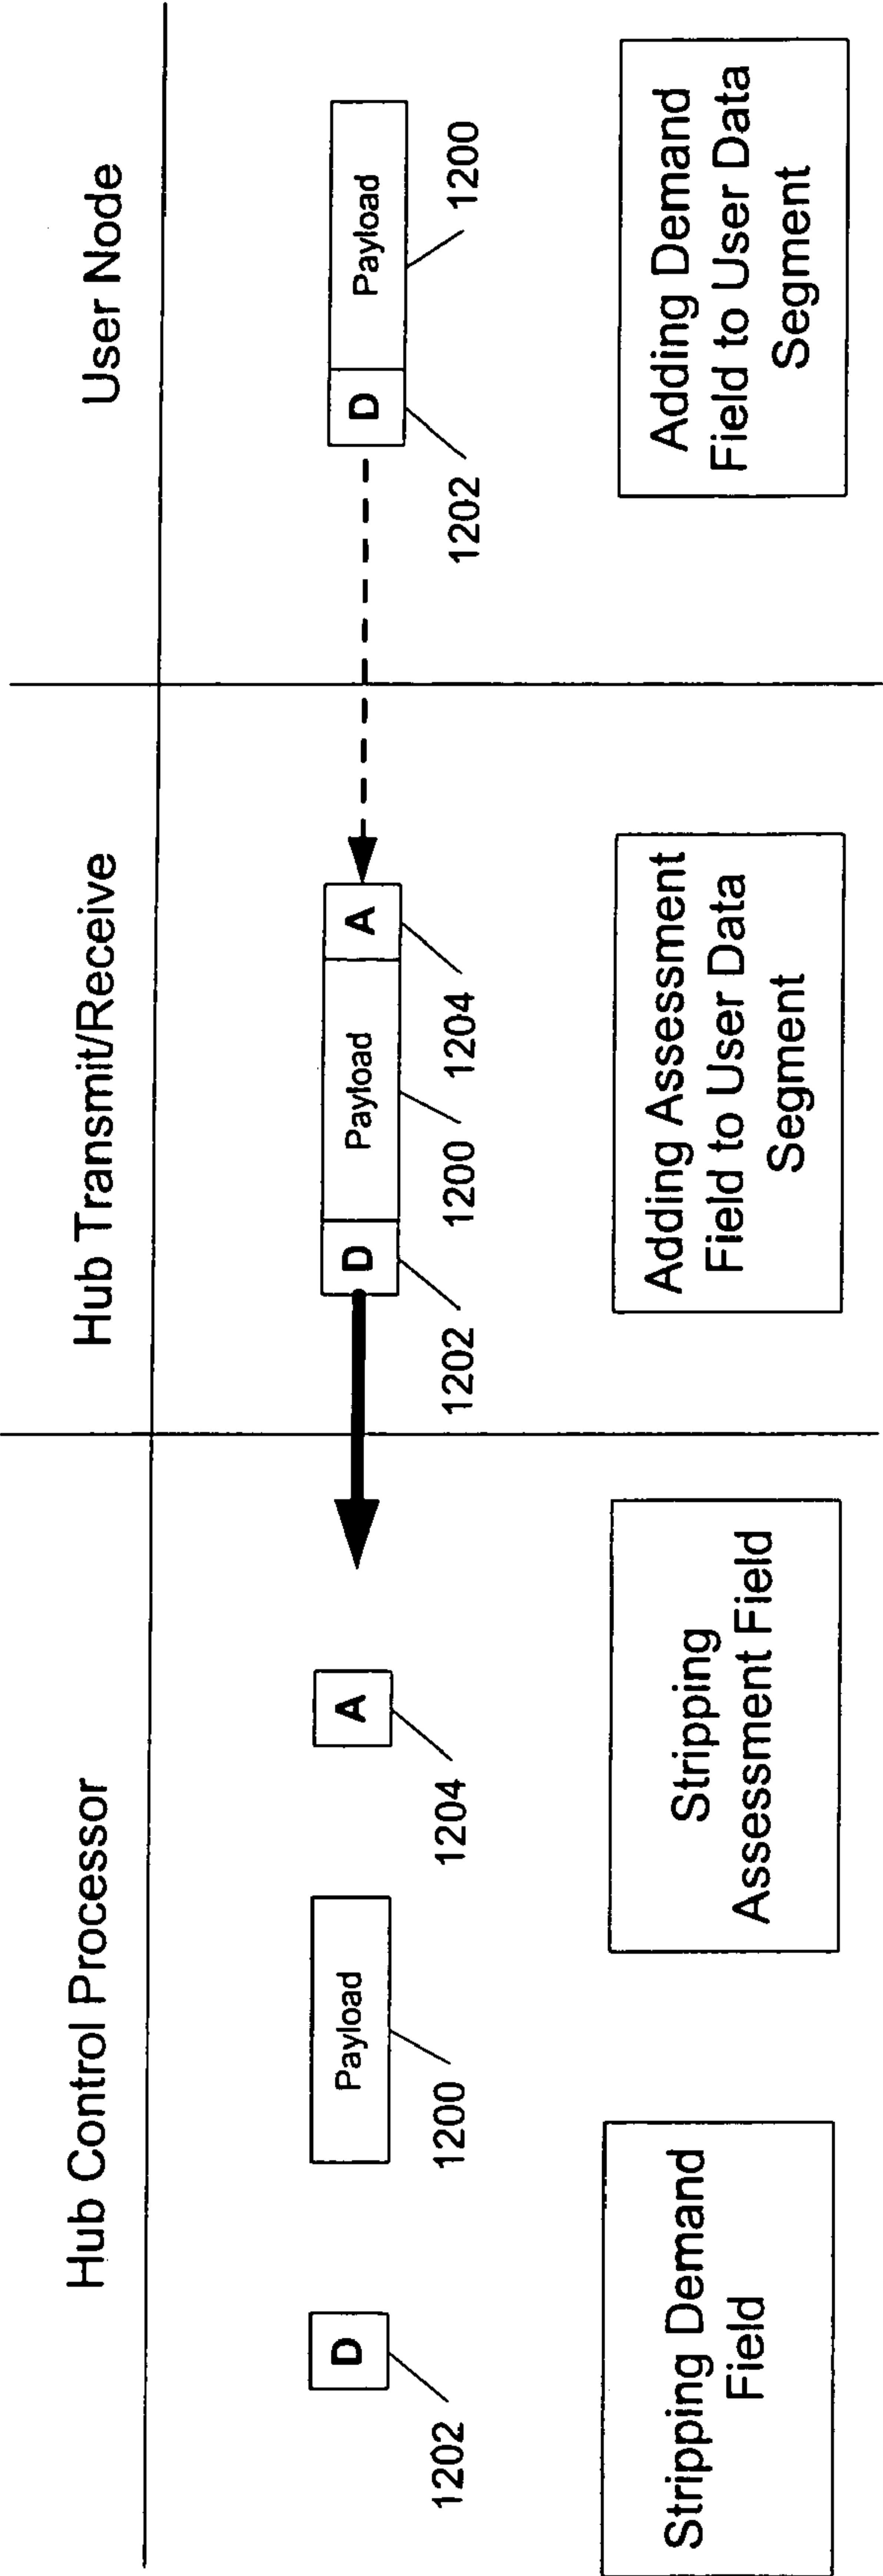 Hub Control Processor
Hub Transmit/Receive
User Node
D
Payload
A
D
Payload
A
D
Payload
1202
1200
1204
1202
1200
1204
1202
1200
Stripping Demand
Field
Stripping
Assessment Field
Adding Assessment
Field to User Data
Segment
Adding Demand
Field to User Data
Segment